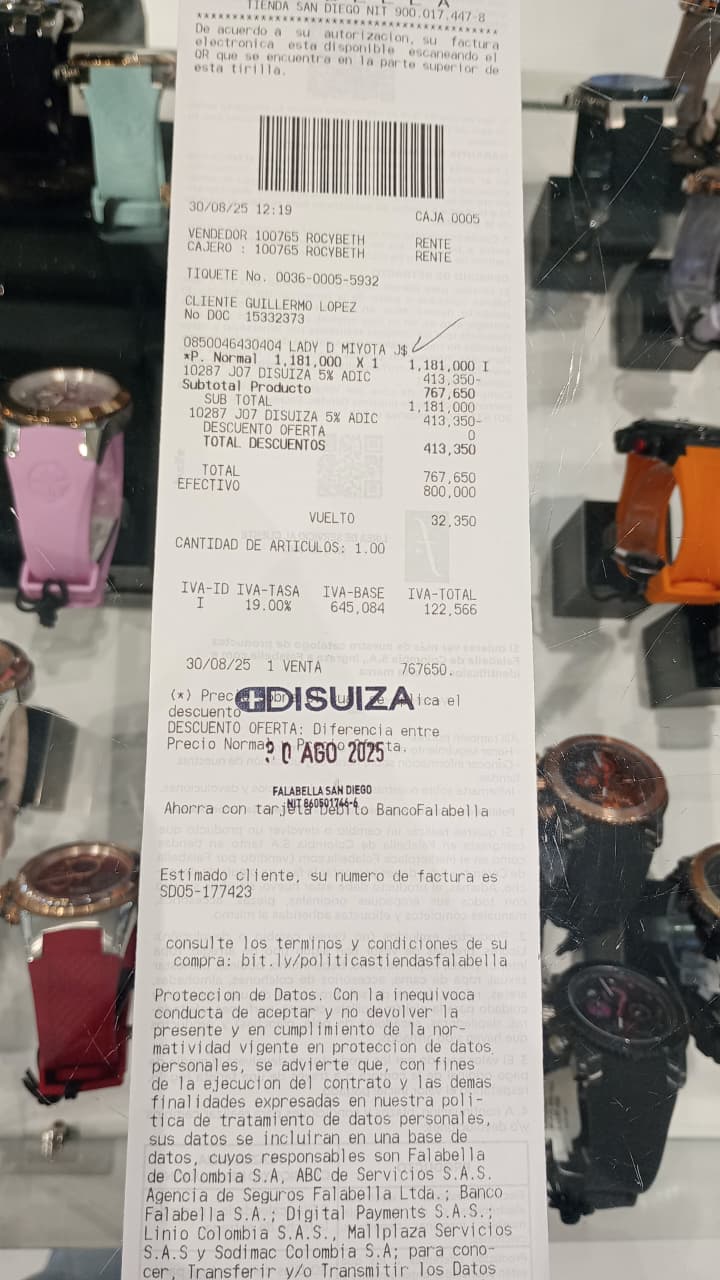 TIENDA SAN DIEGO NIT 900.017.447-8
****************************************
De acuerdo a su autorizacion, su factura
electronica esta disponible escaneando el
QR que se encuentra en la parte superior de
esta tirilla.
30/08/25 12:19 CAJA 0005
VENDEDOR 100765 ROCYBETH RENTE
CAJERO : 100765 ROCYBETH RENTE
TIQUETE No. 0036-0005-5932
CLIENTE GUILLERMO LOPEZ
No DOC 15332373
0850046430404 LADY D MIYOTA J$
*P. Normal 1,181,000 X 1 1,181,000 I
10287 J07 DISUIZA 5% ADIC 413,350-
Subtotal Producto 767,650
SUB TOTAL 1,181,000
10287 J07 DISUIZA 5% ADIC 413,350-
DESCUENTO OFERTA 0
TOTAL DESCUENTOS 413,350
TOTAL 767,650
EFECTIVO 800,000
VUELTO 32,350
CANTIDAD DE ARTICULOS: 1.00
IVA-ID IVA-TASA IVA-BASE IVA-TOTAL
I 19.00% 645,084 122,566
30/08/25 1 VENTA 767650.
DISUIZA
(*) Prec el
descuento
DESCUENTO OFERTA: Diferencia entre
Precio Norma
30 AGO 2025
FALABELLA SAN DIEGO
NIT 860501746-6
Ahorra con tarjeta Debito BancoFalabella
Estimado cliente, su numero de factura es
SD05-177423
consulte los terminos y condiciones de su
compra: bit.ly/politicastiendasfalabella
Proteccion de Datos. Con la inequivoca
conducta de aceptar y no devolver la
presente y en cumplimiento de la nor-
matividad vigente en proteccion de datos
personales, se advierte que, con fines
de la ejecucion del contrato y las demas
finalidades expresadas en nuestra poli-
tica de tratamiento de datos personales,
sus datos se incluiran en una base de
datos, cuyos responsables son Falabella
de Colombia S.A, ABC de Servicios S.A.S.
Agencia de Seguros Falabella Ltda.; Banco
Falabella S.A.; Digital Payments S.A.S.;
Linio Colombia S.A.S., Mallplaza Servicios
S.A.S y Sodimac Colombia S.A; para cono-
cer, Transferir y/o Transmitir los Datos